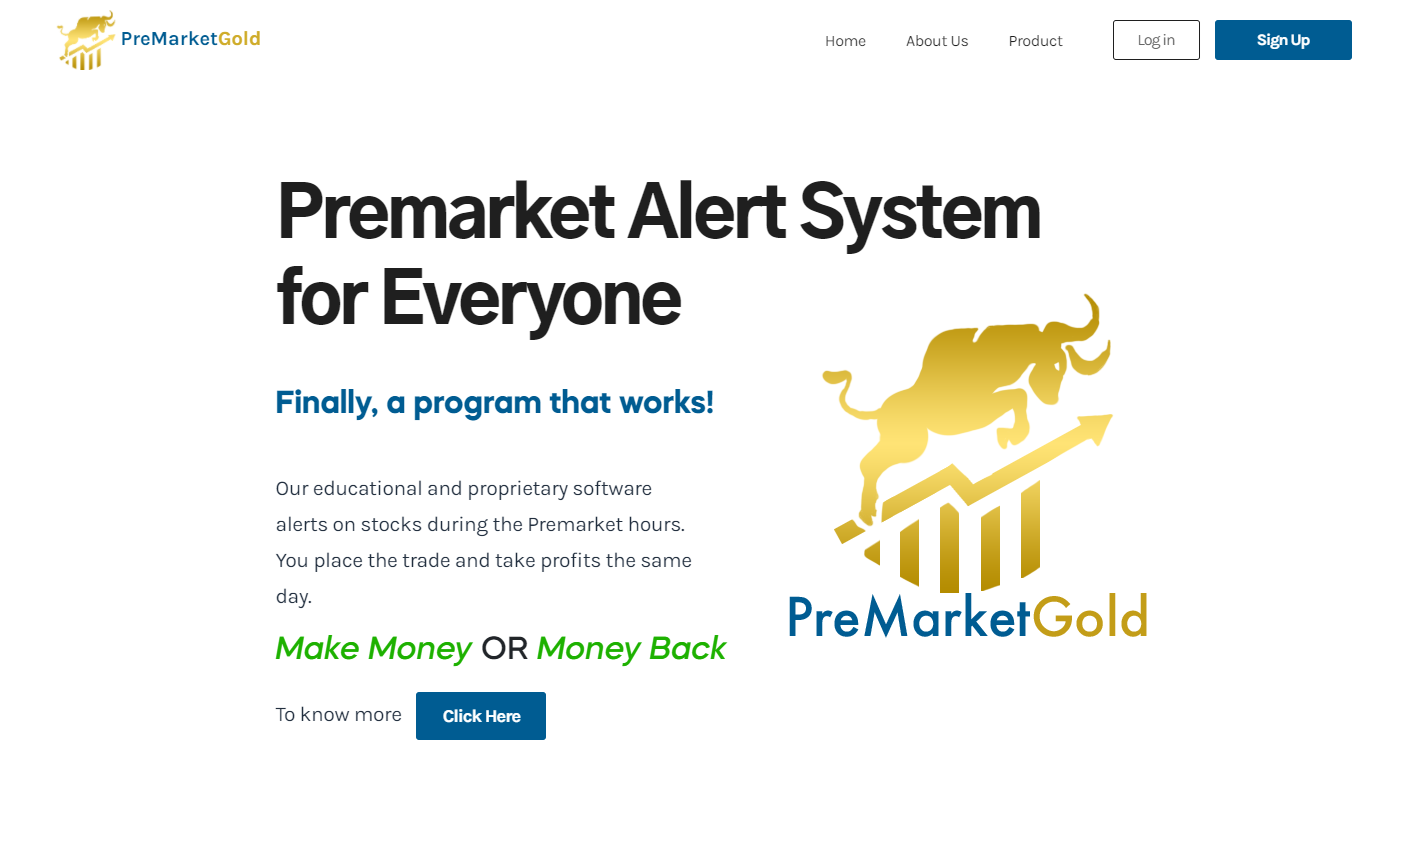 PreMarketGold
Home
About Us
Product
Log in
Sign Up
Premarket Alert System
for Everyone
Finally, a program that works!
Our educational and proprietary software
alerts on stocks during the Premarket hours.
You place the trade and take profits the same
day.
Make Money OR Money Back
To know more
Click Here
PreMarketGold